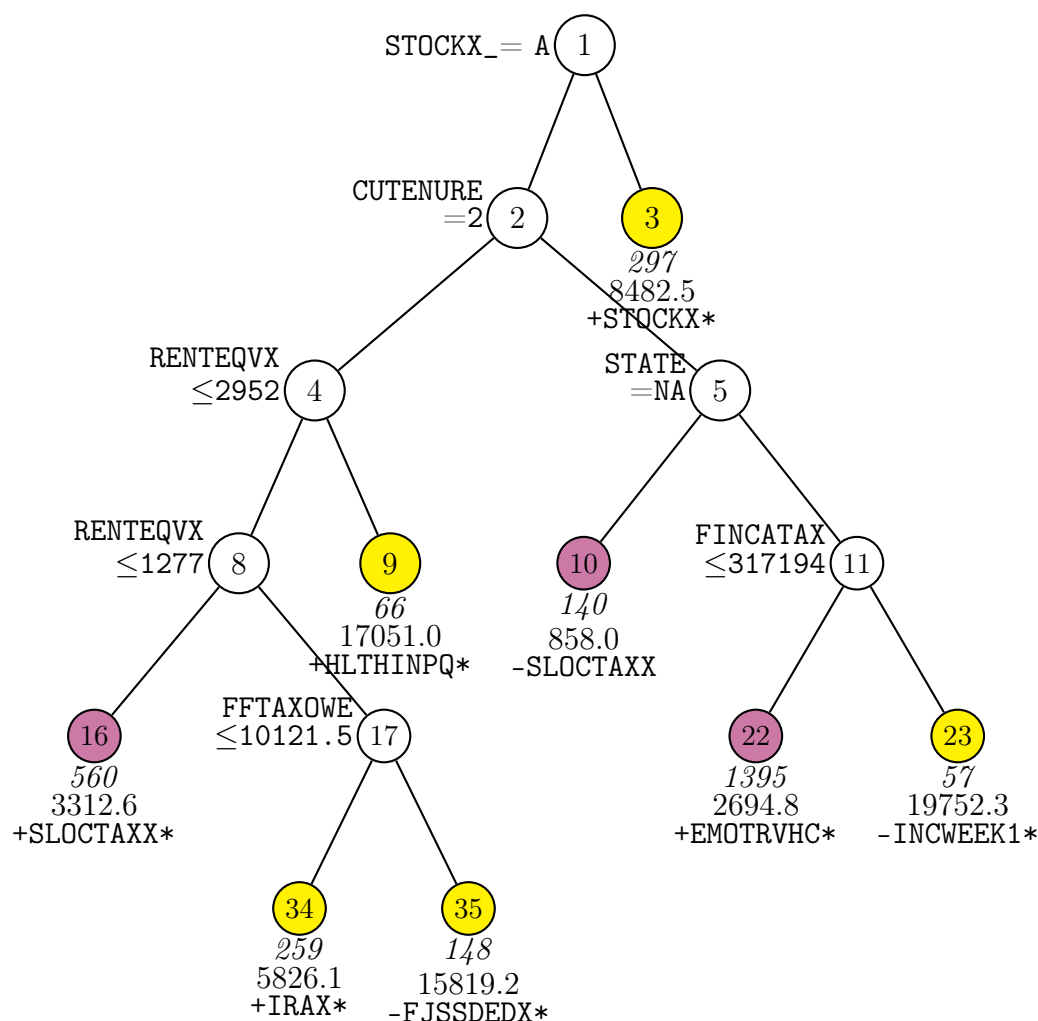 STOCKX_= A 1
CUTENURE
=2 2
3
297
8482.5
+STOCKX*
RENTEQVX
≤2952 4
STATE
=NA 5
RENTEQVX
≤1277 8
9
66
17051.0
+HLTHINPQ*
10
140
858.0
-SLOCTAXX
FINCATAX
≤317194 11
16
560
3312.6
+SLOCTAXX*
FFTAXOWE
≤10121.5 17
22
1395
2694.8
+EMOTRVHC*
23
57
19752.3
-INCWEEK1*
34
259
5826.1
+IRAX*
35
148
15819.2
-FJSSDEDX*